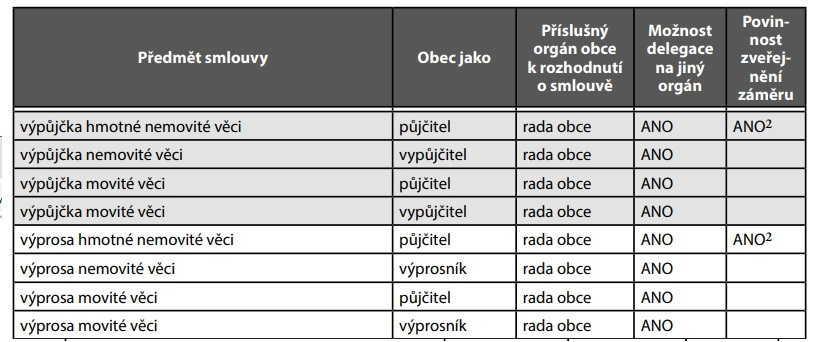 Předmět smlouvy
Obec jako
Příslušný
orgán obce
k rozhodnutí
o smlouvě
Možnost
delegace
na jiný
orgán
Povin-
nost
zveřej-
nění
záměru
výpůjčka hmotné nemovité věci půjčitel rada obce ANO ANO2
výpůjčka nemovité věci vypůjčitel rada obce ANO
výpůjčka movité věci půjčitel rada obce ANO
výpůjčka movité věci vypůjčitel rada obce ANO
výprosa hmotné nemovité věci půjčitel rada obce ANO ANO2
výprosa nemovité věci výprosník rada obce ANO
výprosa movité věci půjčitel rada obce ANO
výprosa movité věci výprosník rada obce ANO